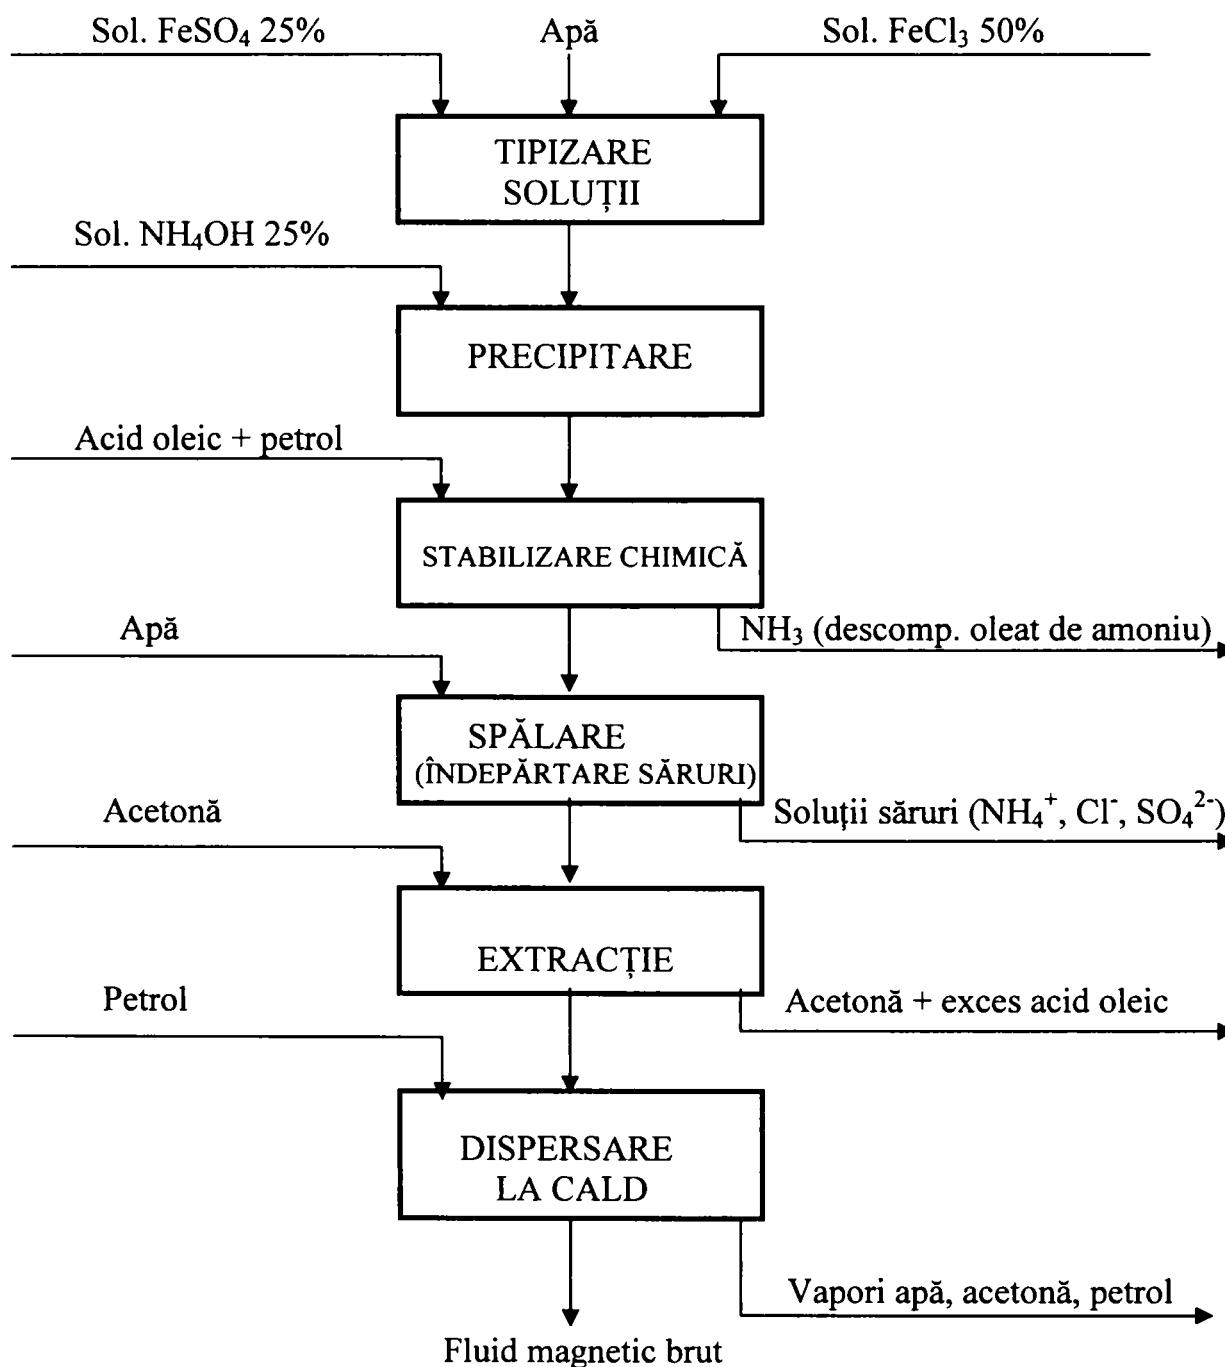 Sol. FeSO₄ 25%
Apă
Sol. FeCl₃ 50%
TIPIZARE
SOLUȚII
Sol. NH₄OH 25%
PRECIPITARE
Acid oleic + petrol
STABILIZARE CHIMICĂ
Apă
NH₃ (descomp. oleat de amoniu)
SPĂLARE
(ÎNDEPĂRTARE SĂRURI)
Acetonă
Soluții săruri (NH₄⁺, Cl⁻, SO₄²⁻)
EXTRACȚIE
Petrol
Acetonă + exces acid oleic
DISPERSARE
LA CALD
Vapori apă, acetonă, petrol
Fluid magnetic brut